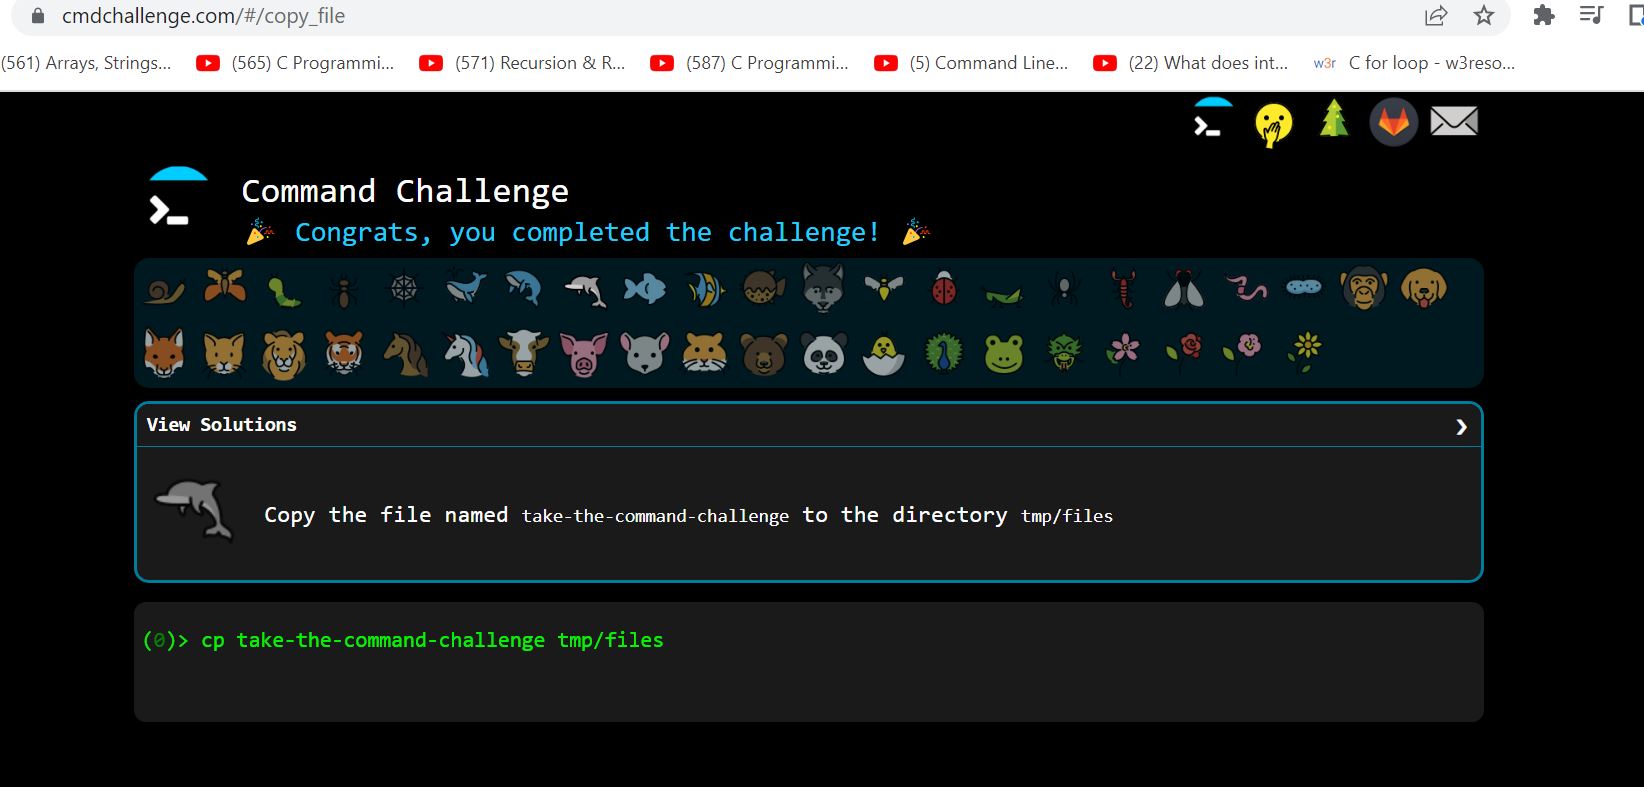 cmdchallenge.com/#/copy_file
(561) Arrays, Strings... (565) C Programmi... (571) Recursion & R... (587) C Programmi... (5) Command Line... (22) What does int... w3r C for loop - w3reso...
Command Challenge
Congrats, you completed the challenge!
View Solutions
Copy the file named take-the-command-challenge to the directory tmp/files
(0)> cp take-the-command-challenge tmp/files